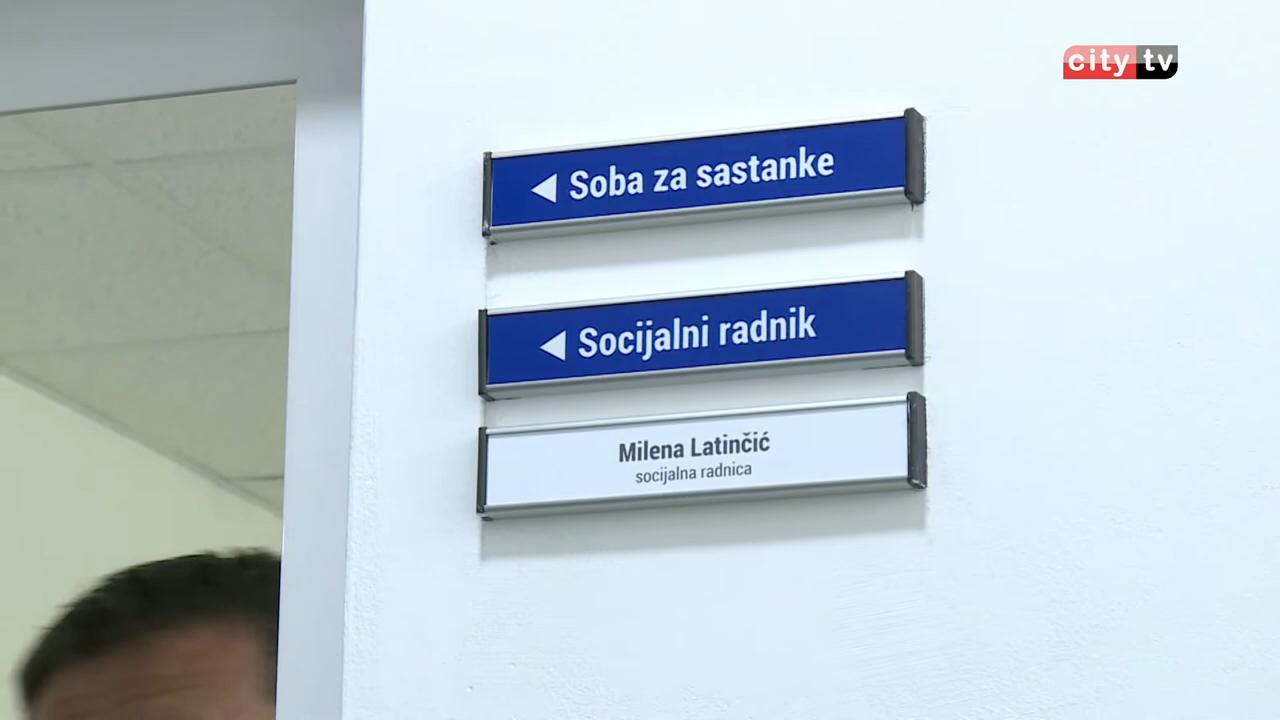 city tv
◀ Soba za sastanke
◀ Socijalni radnik
Milena Latinčić
socijalna radnica